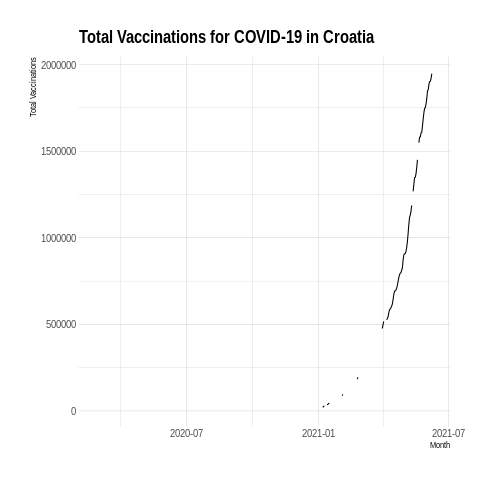 Total Vaccinations for COVID-19 in Croatia
Total Vaccinations
2000000
1500000
1000000
500000
0
2020-07
2021-01
2021-07
Month